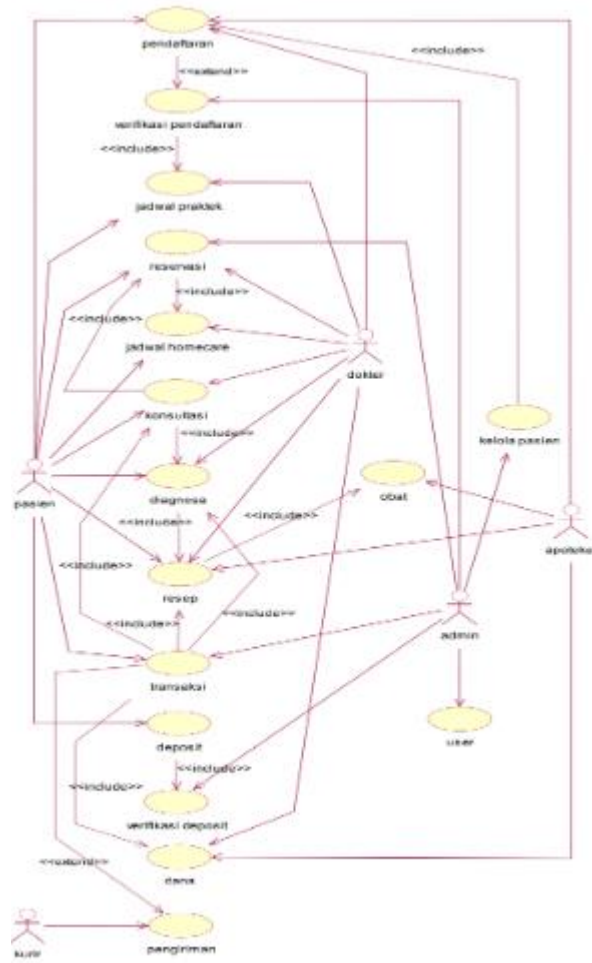 pendaftaran
<<include>>
<<extend>>
verifikasi pendaftaran
<<include>>
jadwal praktek
reservasi
<<include>>
<<include>>
jadwal homecare
dokter
konsultasi
<<include>>
kelola pasien
pasien
diagnosa
obat
<<include>>
<<include>>
apoteker
<<include>>
resep
<<include>>
<<include>>
admin
transaksi
user
deposit
<<include>>
<<include>>
verifikasi deposit
dana
<<extend>>
kurir
pengiriman